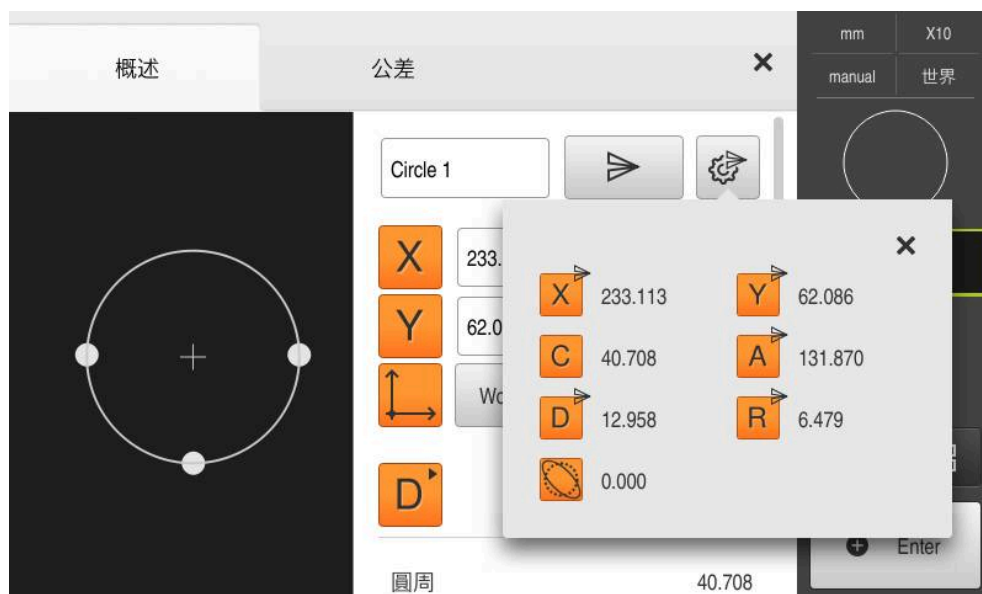 概述
公差
mm
X10
manual
世界
Circle 1
X
233.
Y
62.0
D
圓周
40.708
X 233.113
Y 62.086
C 40.708
A 131.870
D 12.958
R 6.479
0.000
Enter